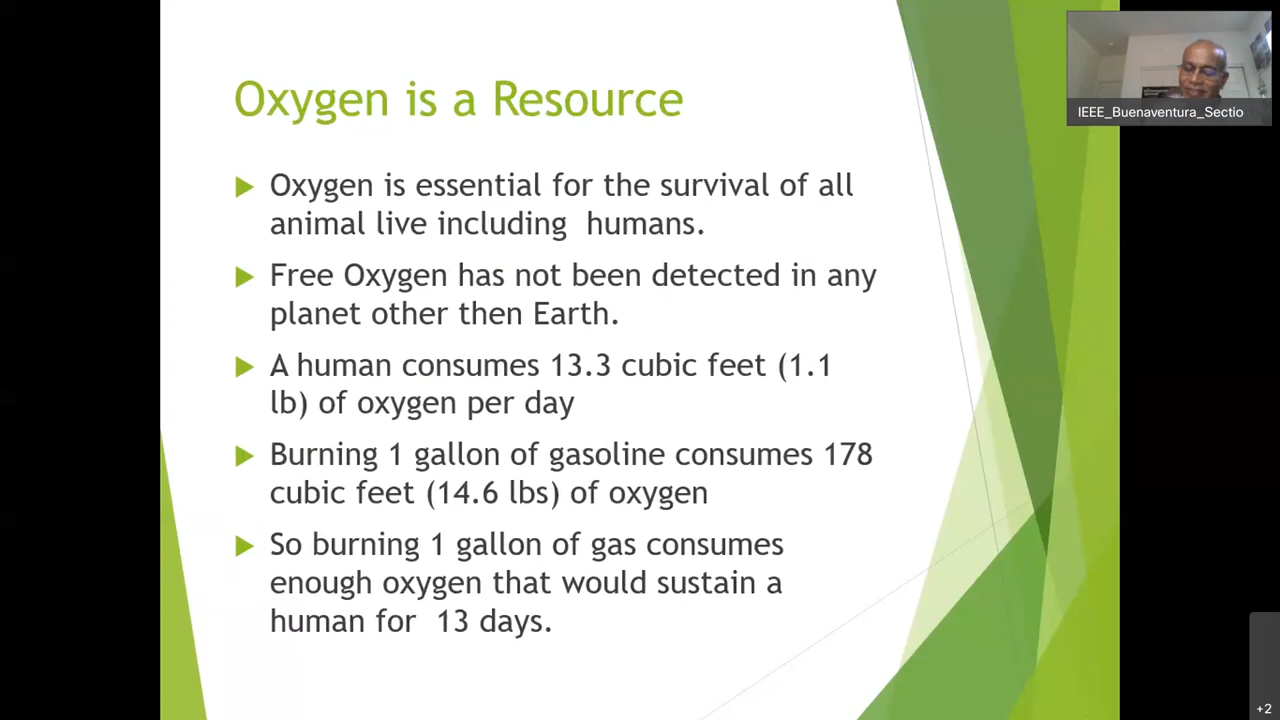 Oxygen is a Resource
Oxygen is essential for the survival of all
animal live including humans.
Free Oxygen has not been detected in any
planet other then Earth.
A human consumes 13.3 cubic feet (1.1
lb) of oxygen per day
Burning 1 gallon of gasoline consumes 178
cubic feet (14.6 lbs) of oxygen
So burning 1 gallon of gas consumes
enough oxygen that would sustain a
human for 13 days.
IEEE_Buenaventura_Sectio
+2